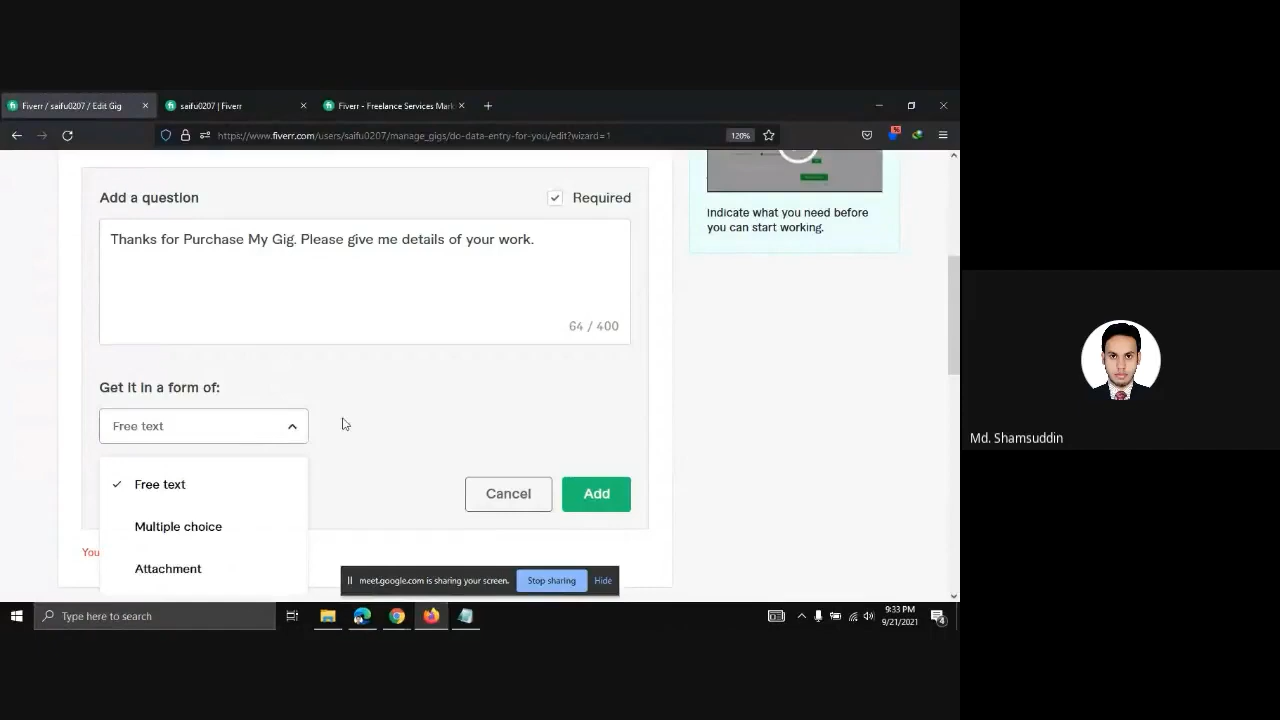 Fiverr / saifu0207 / Edit Gig
saifu0207 | Fiverr
Fiverr - Freelance Services Mark
https://www.fiverr.com/users/saifu0207/manage_gigs/do-data-entry-for-you/edit?wizard=1
120%
Add a question
Required
Thanks for Purchase My Gig. Please give me details of your work.
64 / 400
Indicate what you need before
you can start working.
Get it in a form of:
Free text
Free text
Multiple choice
Attachment
Cancel
Add
You
meet.google.com is sharing your screen.
Stop sharing
Hide
Md. Shamsuddin
Type here to search
9:33 PM
9/21/2021
4